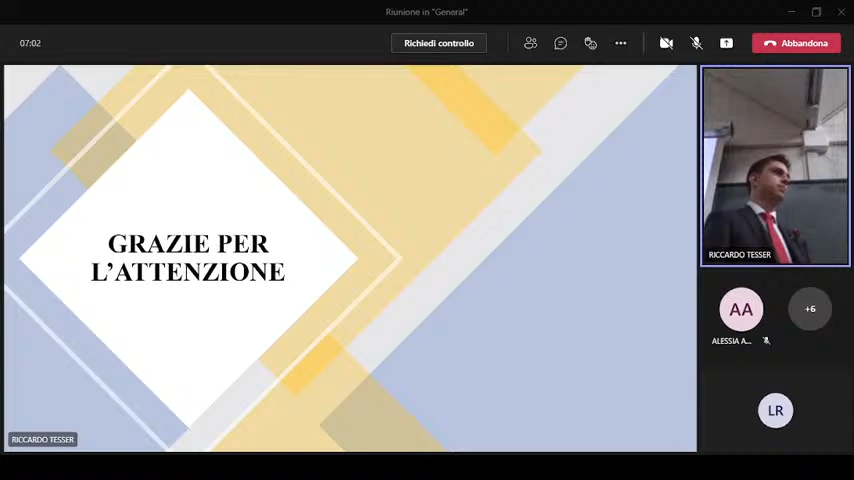 Riunione in "General"
07:02
Richiedi controllo
Abbandona
GRAZIE PER
L'ATTENZIONE
RICCARDO TESSER
RICCARDO TESSER
AA
+6
ALESSIA A...
LR